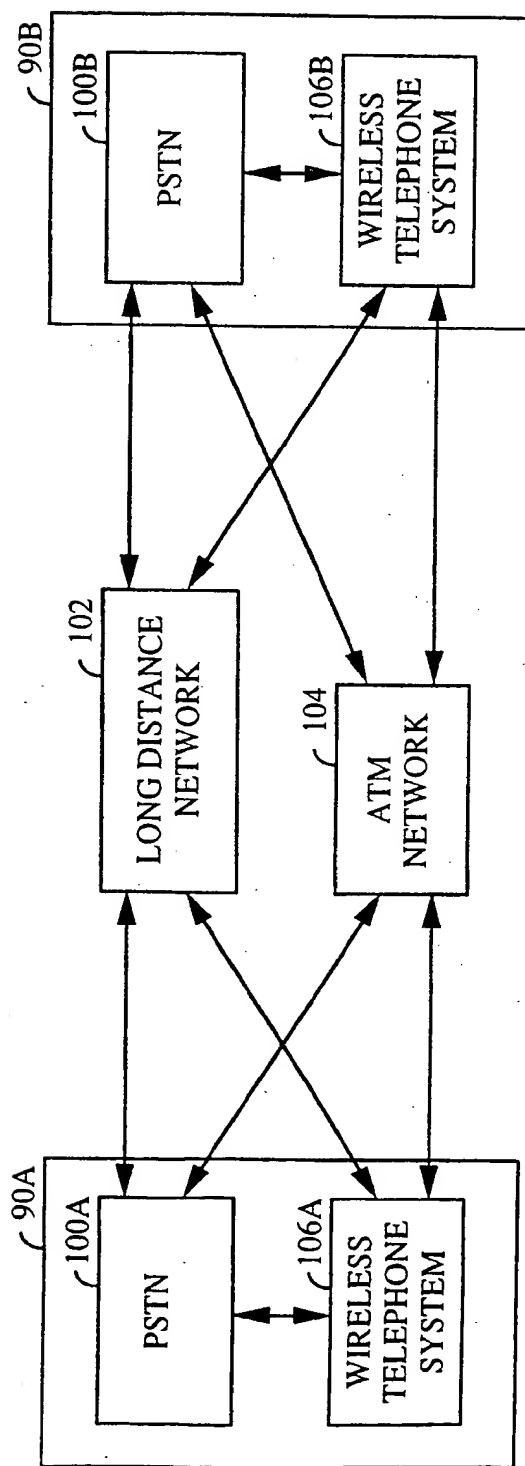 90A
100A
PSTN
106A
WIRELESS
TELEPHONE
SYSTEM
102
LONG DISTANCE
NETWORK
104
ATM
NETWORK
90B
100B
PSTN
106B
WIRELESS
TELEPHONE
SYSTEM